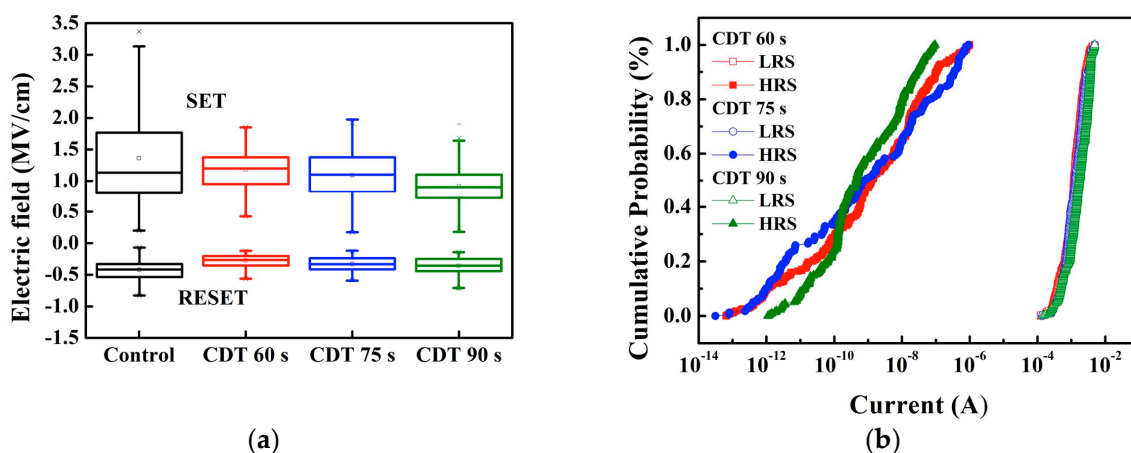 Electric field (MV/cm)
3.5
3.0
2.5
2.0
1.5
1.0
0.5
0.0
-0.5
-1.0
-1.5
SET
RESET
Control
CDT 60 s
CDT 75 s
CDT 90 s
(a)
Cumulative Probability (%)
1.0
0.8
0.6
0.4
0.2
0.0
CDT 60 s
LRS
HRS
CDT 75 s
LRS
HRS
CDT 90 s
LRS
HRS
10^-14
10^-12
10^-10
10^-8
10^-6
10^-4
10^-2
Current (A)
(b)